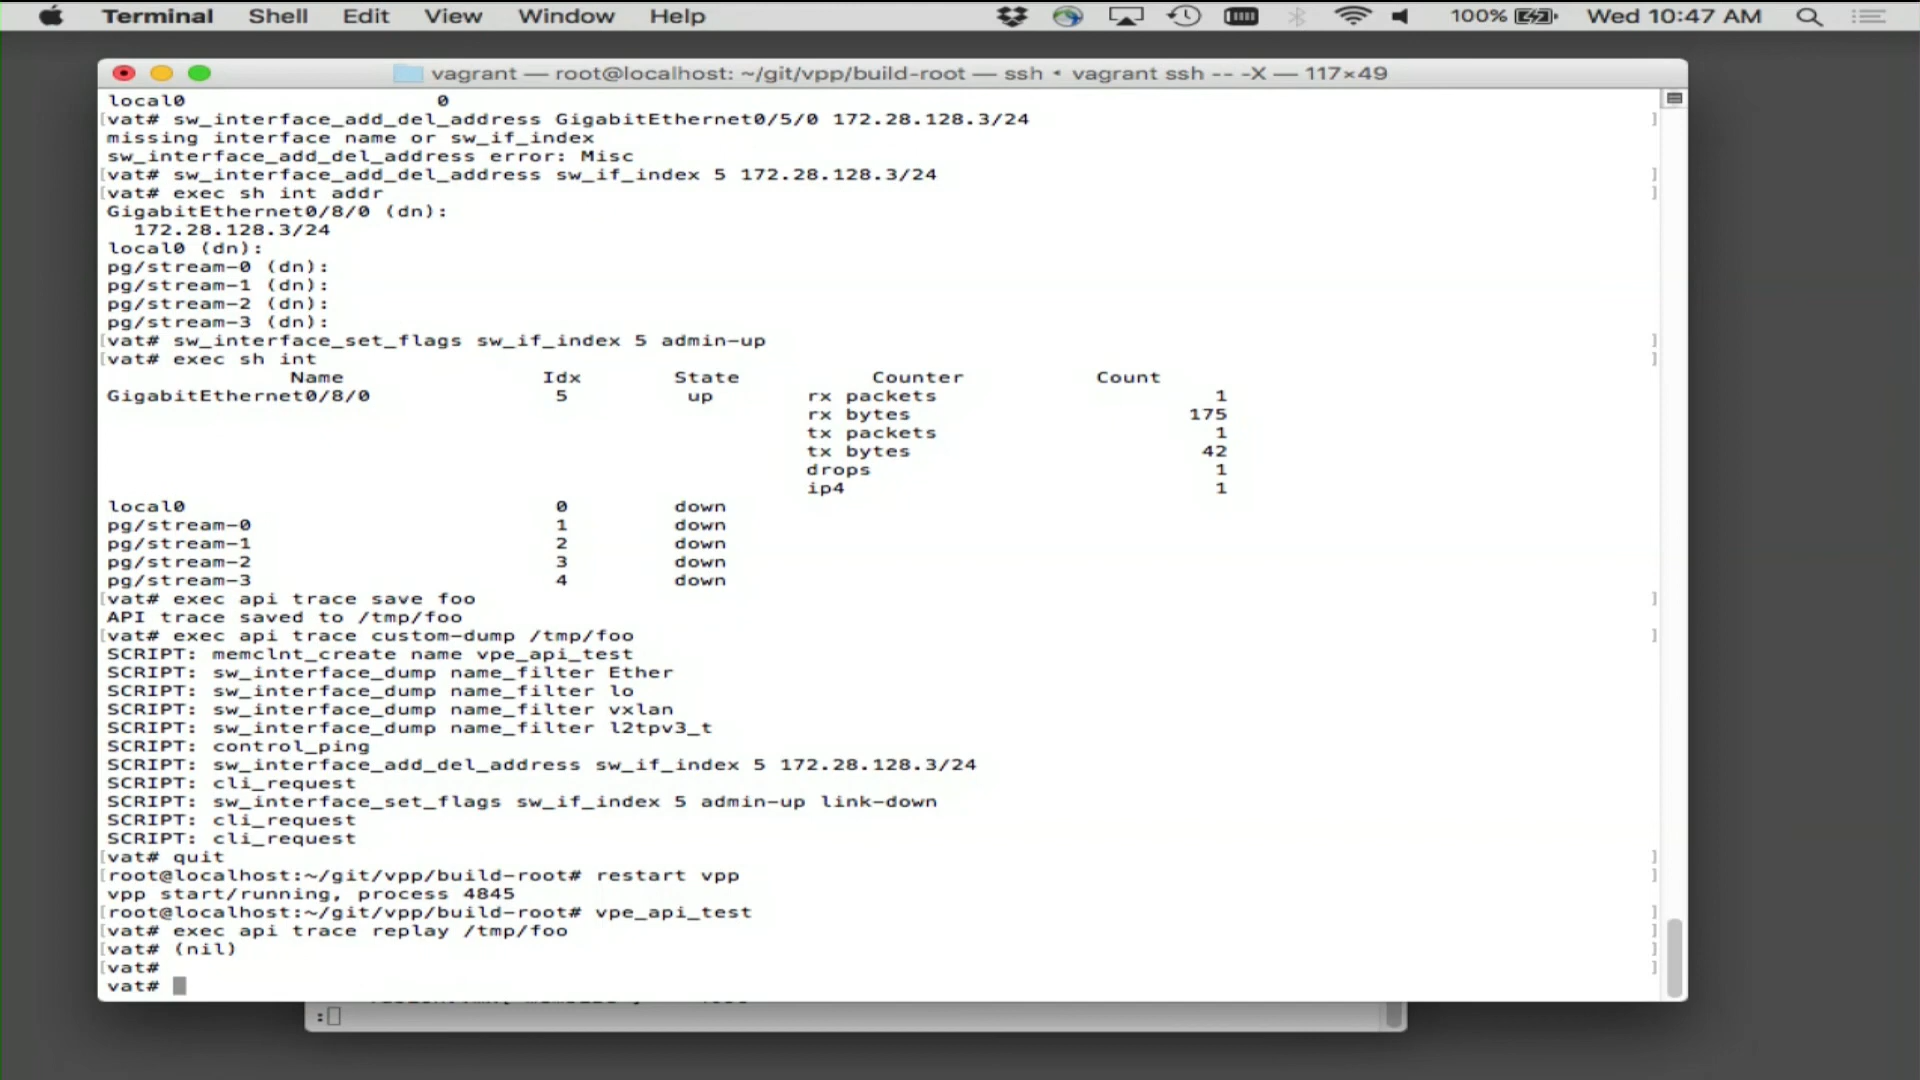 Terminal Shell Edit View Window Help 100% Wed 10:47 AM
vagrant — root@localhost: ~/git/vpp/build-root — ssh ‹ vagrant ssh -- -X — 117×49
local0 0
[vat# sw_interface_add_del_address GigabitEthernet0/5/0 172.28.128.3/24 ]
missing interface name or sw_if_index
sw_interface_add_del_address error: Misc
[vat# sw_interface_add_del_address sw_if_index 5 172.28.128.3/24 ]
[vat# exec sh int addr ]
GigabitEthernet0/8/0 (dn):
172.28.128.3/24
local0 (dn):
pg/stream-0 (dn):
pg/stream-1 (dn):
pg/stream-2 (dn):
pg/stream-3 (dn):
[vat# sw_interface_set_flags sw_if_index 5 admin-up ]
[vat# exec sh int ]
Name Idx State Counter Count
GigabitEthernet0/8/0 5 up rx packets 1
rx bytes 175
tx packets 1
tx bytes 42
drops 1
ip4 1
local0 0 down
pg/stream-0 1 down
pg/stream-1 2 down
pg/stream-2 3 down
pg/stream-3 4 down
[vat# exec api trace save foo ]
API trace saved to /tmp/foo
[vat# exec api trace custom-dump /tmp/foo ]
SCRIPT: memclnt_create name vpe_api_test
SCRIPT: sw_interface_dump name_filter Ether
SCRIPT: sw_interface_dump name_filter lo
SCRIPT: sw_interface_dump name_filter vxlan
SCRIPT: sw_interface_dump name_filter l2tpv3_t
SCRIPT: control_ping
SCRIPT: sw_interface_add_del_address sw_if_index 5 172.28.128.3/24
SCRIPT: cli_request
SCRIPT: sw_interface_set_flags sw_if_index 5 admin-up link-down
SCRIPT: cli_request
SCRIPT: cli_request
[vat# quit ]
[root@localhost:~/git/vpp/build-root# restart vpp ]
vpp start/running, process 4845
[root@localhost:~/git/vpp/build-root# vpe_api_test ]
[vat# exec api trace replay /tmp/foo ]
[vat# (nil) ]
[vat# ]
vat#
: